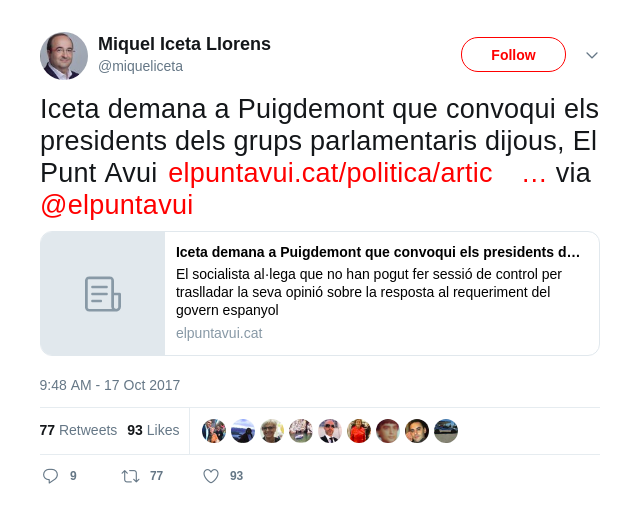 Miquel Iceta Llorens
@miqueliceta
Follow
Iceta demana a Puigdemont que convoqui els
presidents dels grups parlamentaris dijous, El
Punt Avui elpuntavui.cat/politica/artic … via
@elpuntavui
Iceta demana a Puigdemont que convoqui els presidents d…
El socialista al·lega que no han pogut fer sessió de control per
traslladar la seva opinió sobre la resposta al requeriment del
govern espanyol
elpuntavui.cat
9:48 AM - 17 Oct 2017
77 Retweets 93 Likes
9 77 93